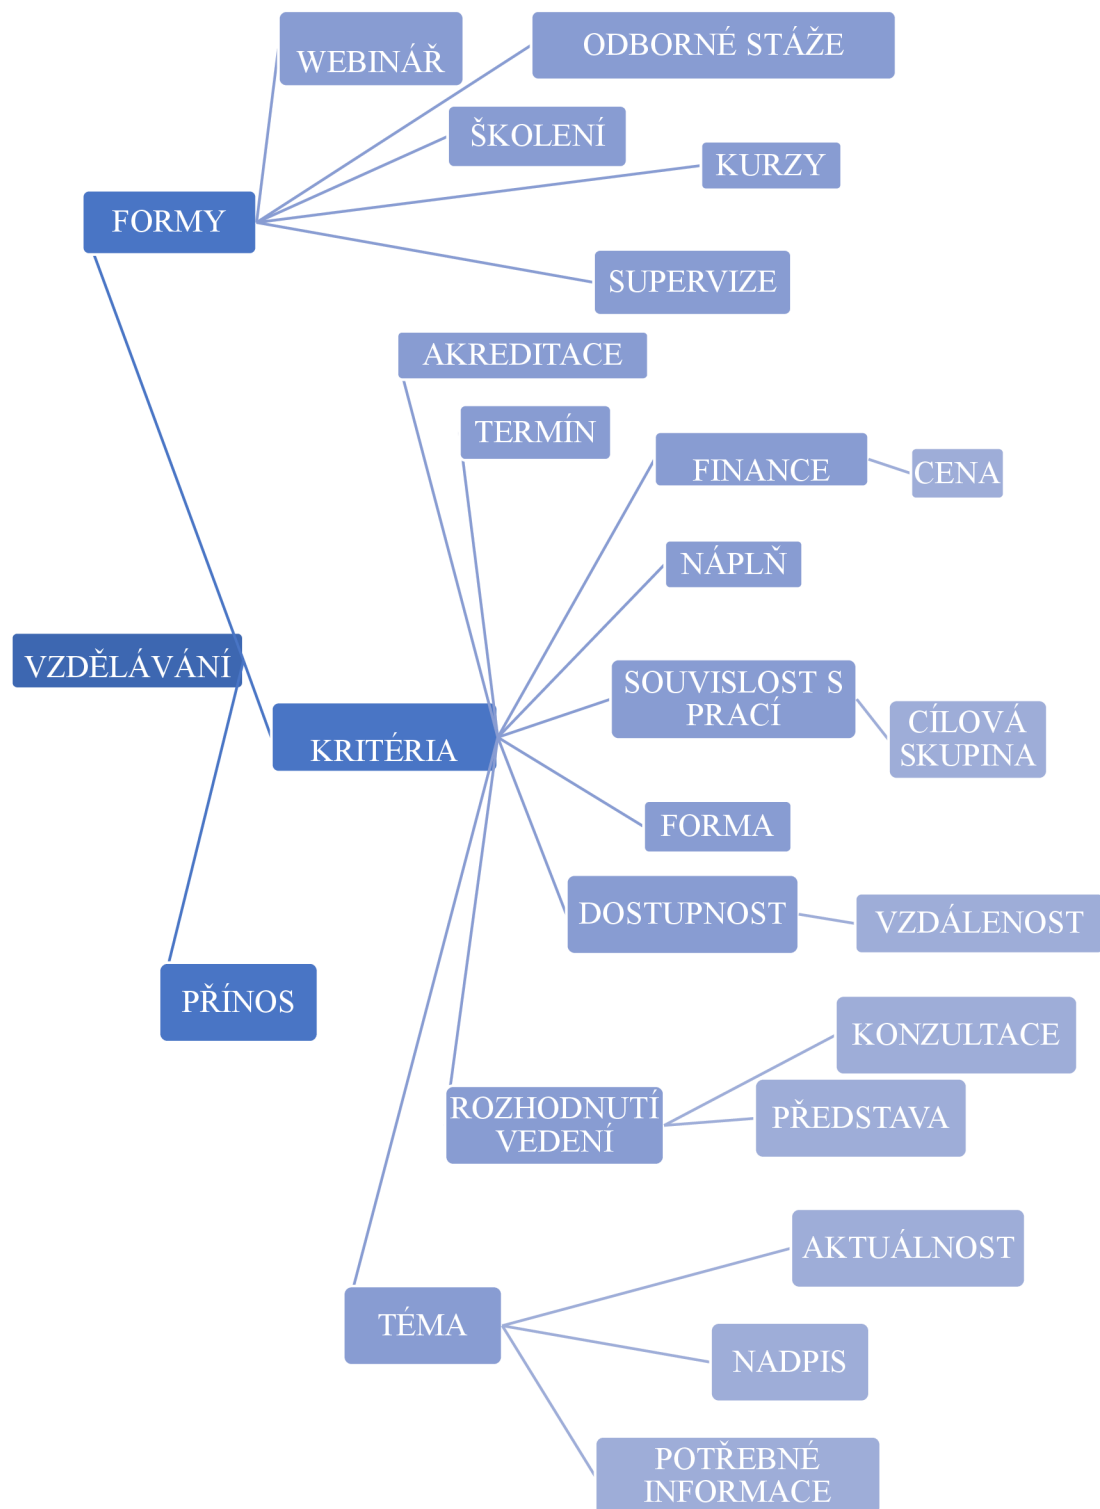 WEBINÁŘ
ODBORNÉ STÁŽE
ŠKOLENÍ
KURZY
FORMY
SUPERVIZE
AKREDITACE
TERMÍN
FINANCE
CENA
NÁPLŇ
VZDĚLÁVÁNÍ
SOUVISLOST S
PRACÍ
CÍLOVÁ
SKUPINA
KRITÉRIA
FORMA
DOSTUPNOST
VZDÁLENOST
PŘÍNOS
KONZULTACE
ROZHODNUTÍ
VEDENÍ
PŘEDSTAVA
AKTUÁLNOST
TÉMA
NADPIS
POTŘEBNÉ
INFORMACE